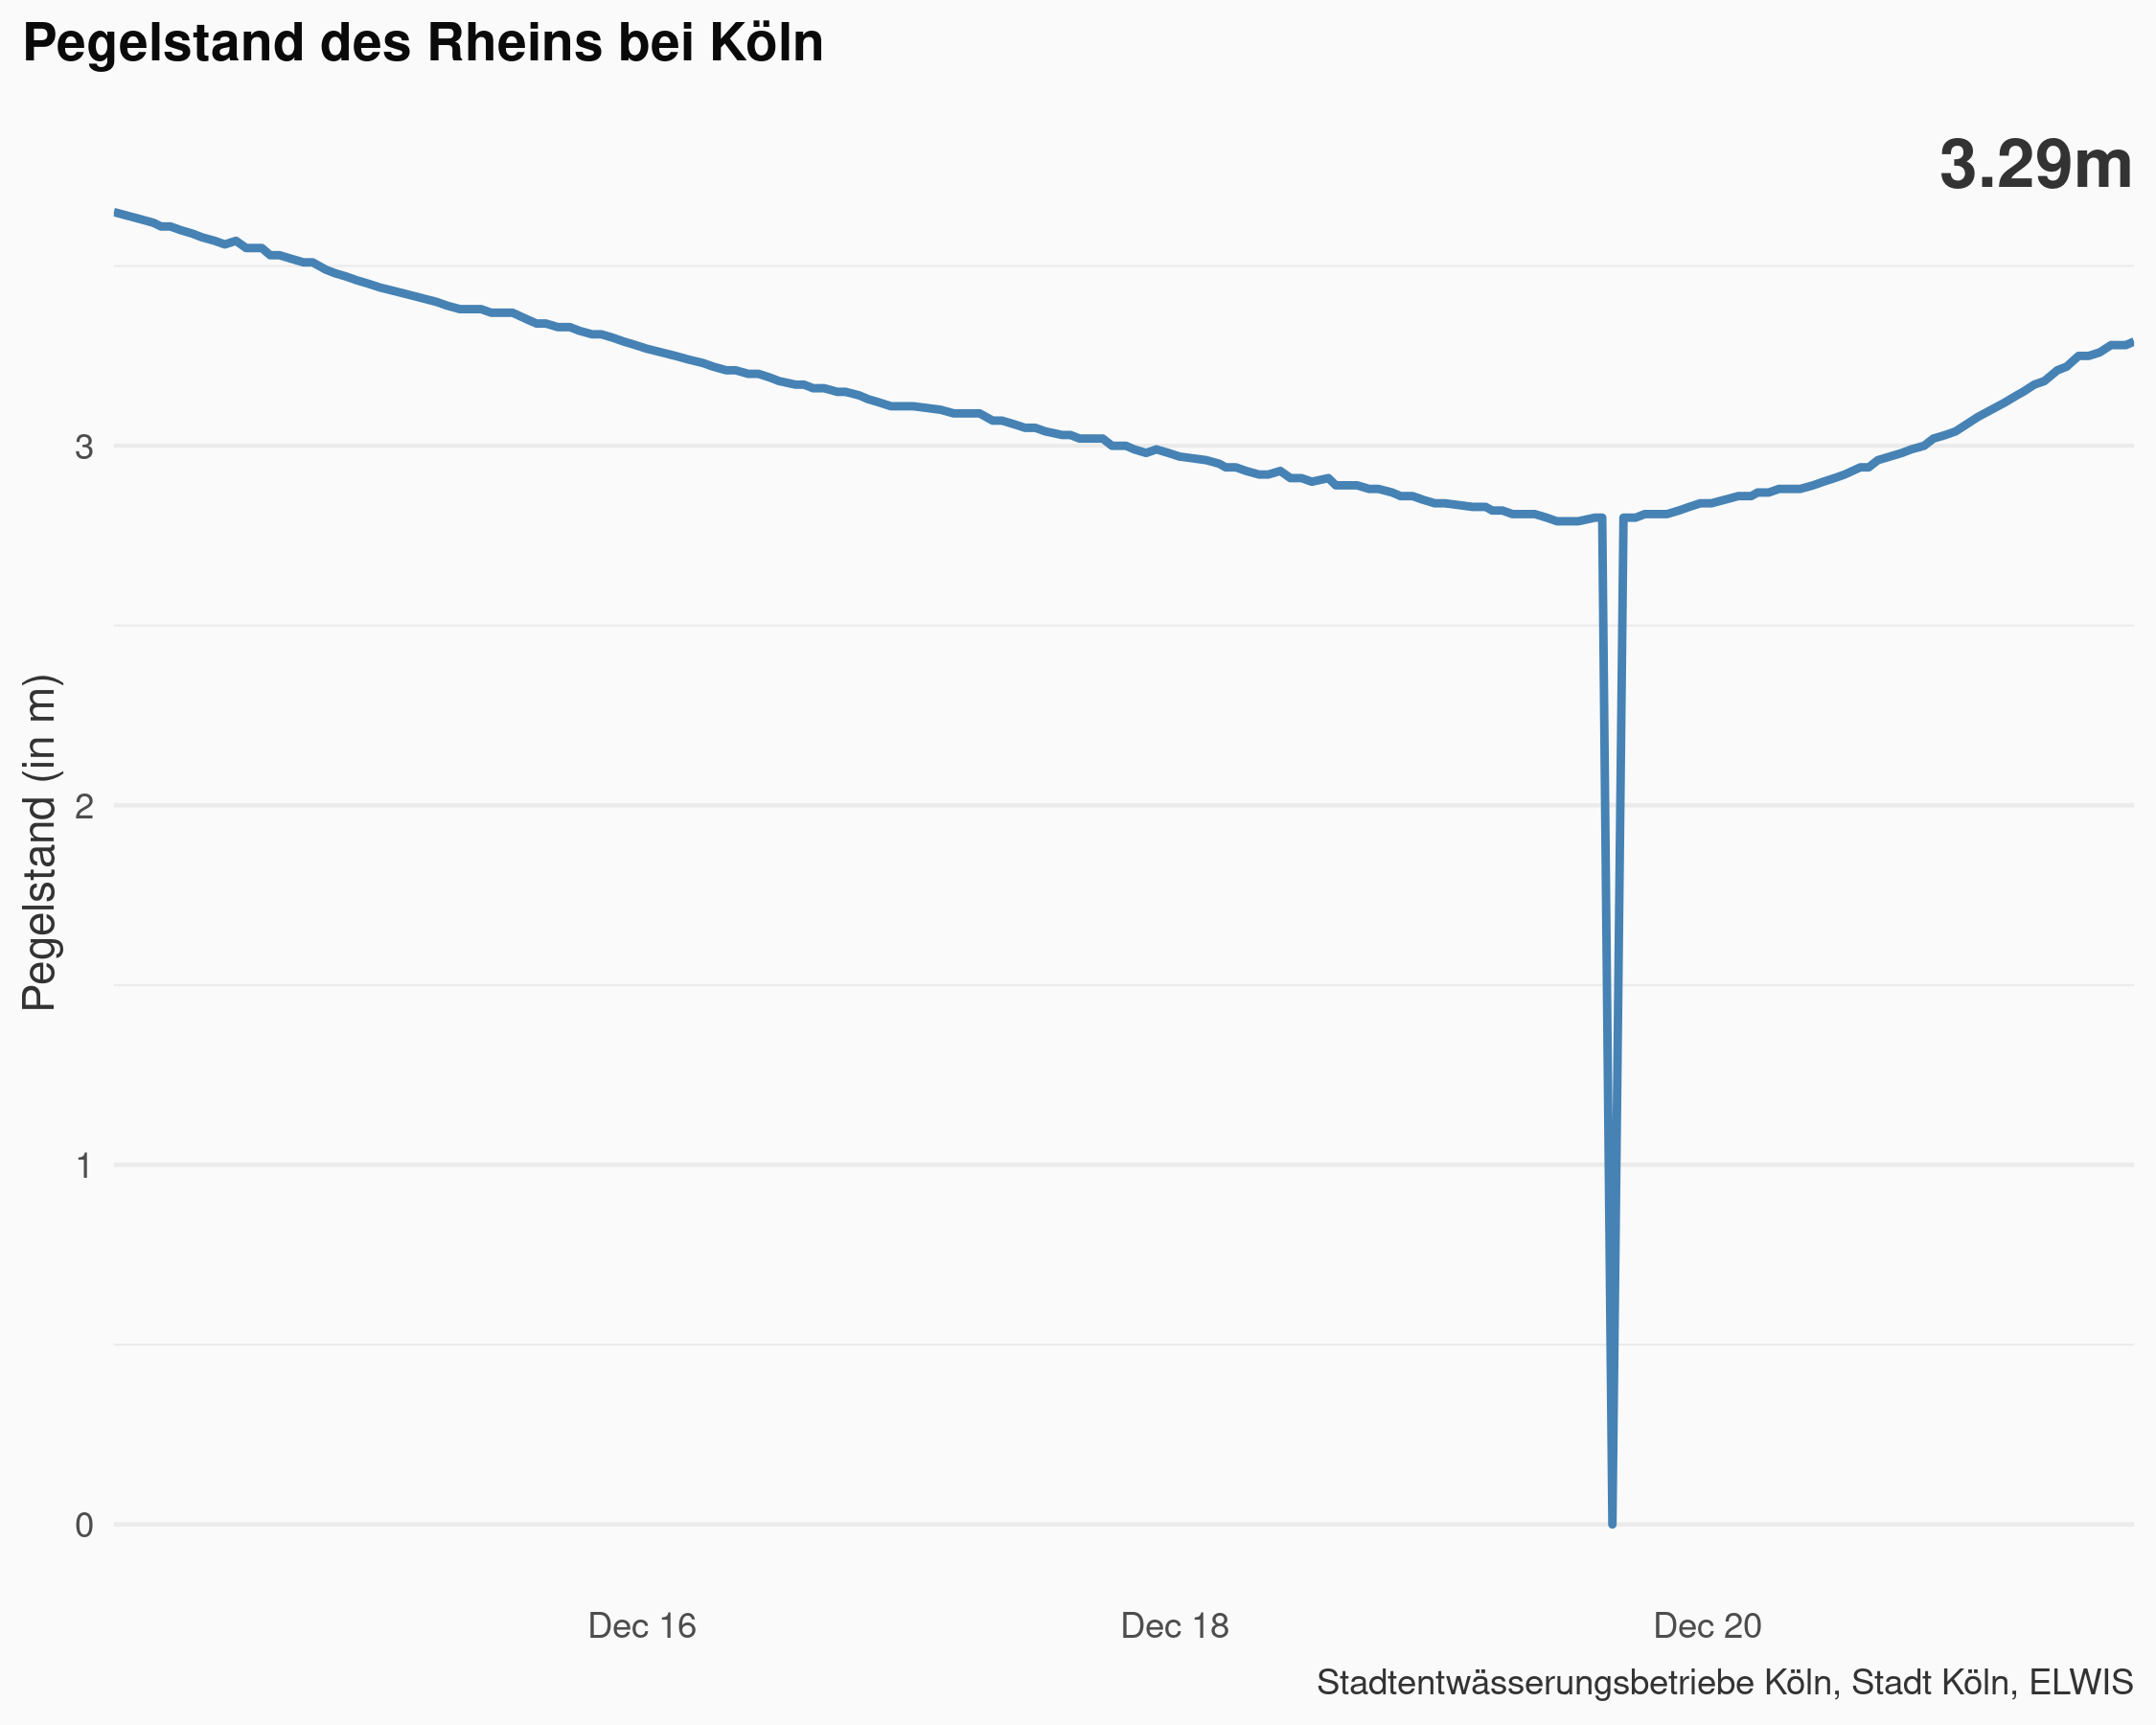 Pegelstand des Rheins bei Köln
3.29m
Pegelstand (in m)
3
2
1
0
Dec 16
Dec 18
Dec 20
Stadtentwässerungsbetriebe Köln, Stadt Köln, ELWIS